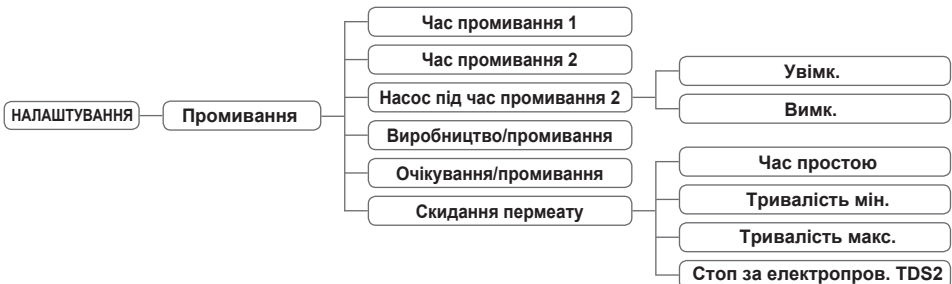 НАЛАШТУВАННЯ
Промивання
Час промивання 1
Час промивання 2
Насос під час промивання 2
Увімк.
Вимк.
Виробництво/промивання
Очікування/промивання
Скидання пермеату
Час простою
Тривалість мін.
Тривалість макс.
Стоп за електропров. TDS2